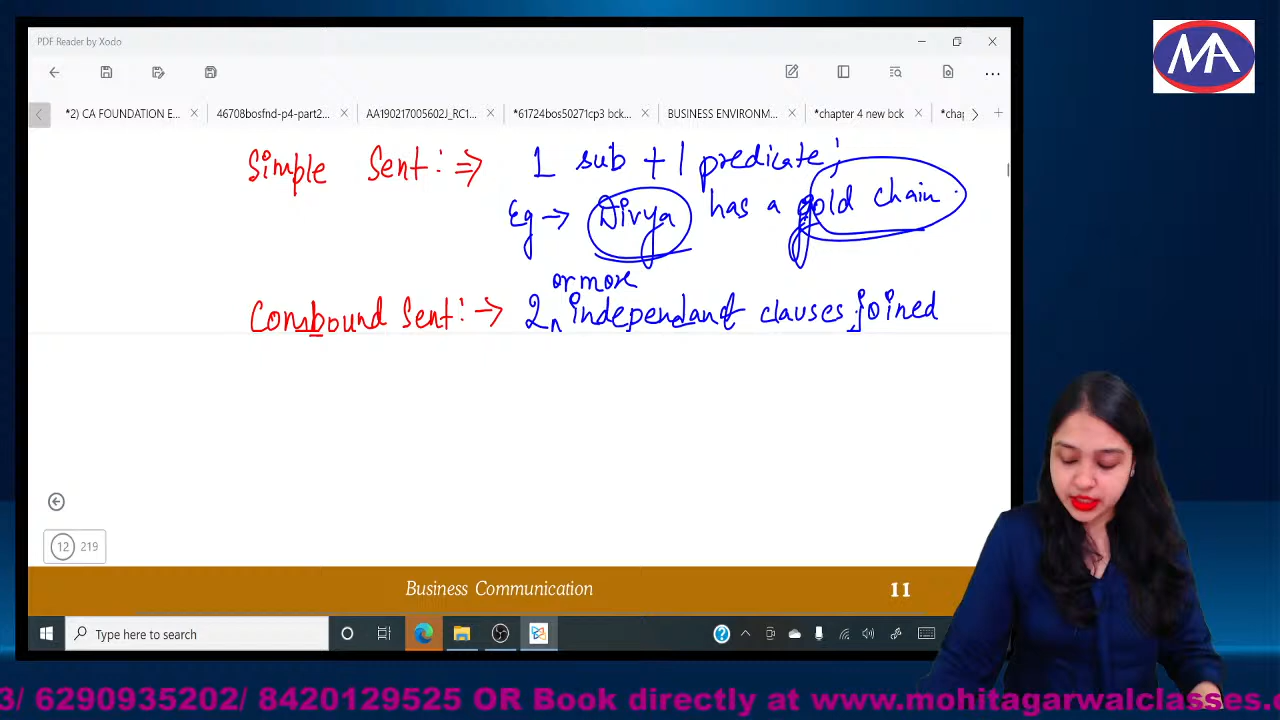 PDF Reader by Xodo
MA
*2) CA FOUNDATION E... 46708bosfnd-p4-part2... AA190217005602J_RC1... *61724bos50271cp3 bck... BUSINESS ENVIRONM... *chapter 4 new bck *chap
Simple Sent: ⇒ 1 sub + 1 predicate;
Eg → Divya has a gold chain.
or more
Compound Sent: → 2 independant clauses joined
12 219
Business Communication 11
Type here to search
3/ 6290935202/ 8420129525 OR Book directly at www.mohitagarwalclasses.c